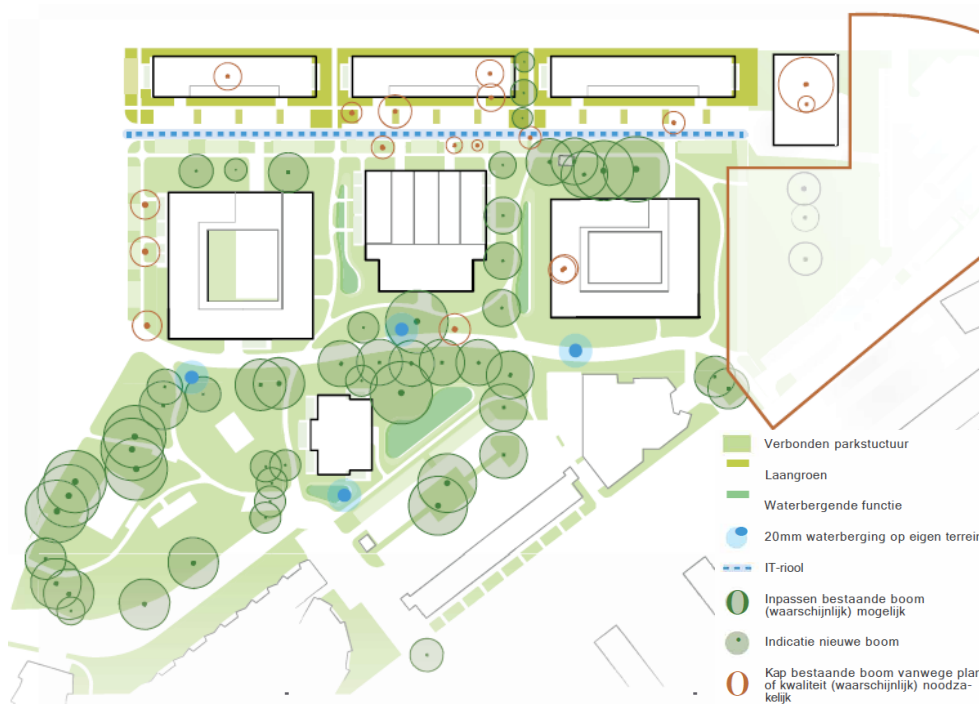 Verbonden parkstuctuur
Laangroen
Waterbergende functie
20mm waterberging op eigen terrein
IT-riool
Inpassen bestaande boom
(waarschijnlijk) mogelijk
Indicatie nieuwe boom
Kap bestaande boom vanwege plan
of kwaliteit (waarschijnlijk) noodza-
kelijk